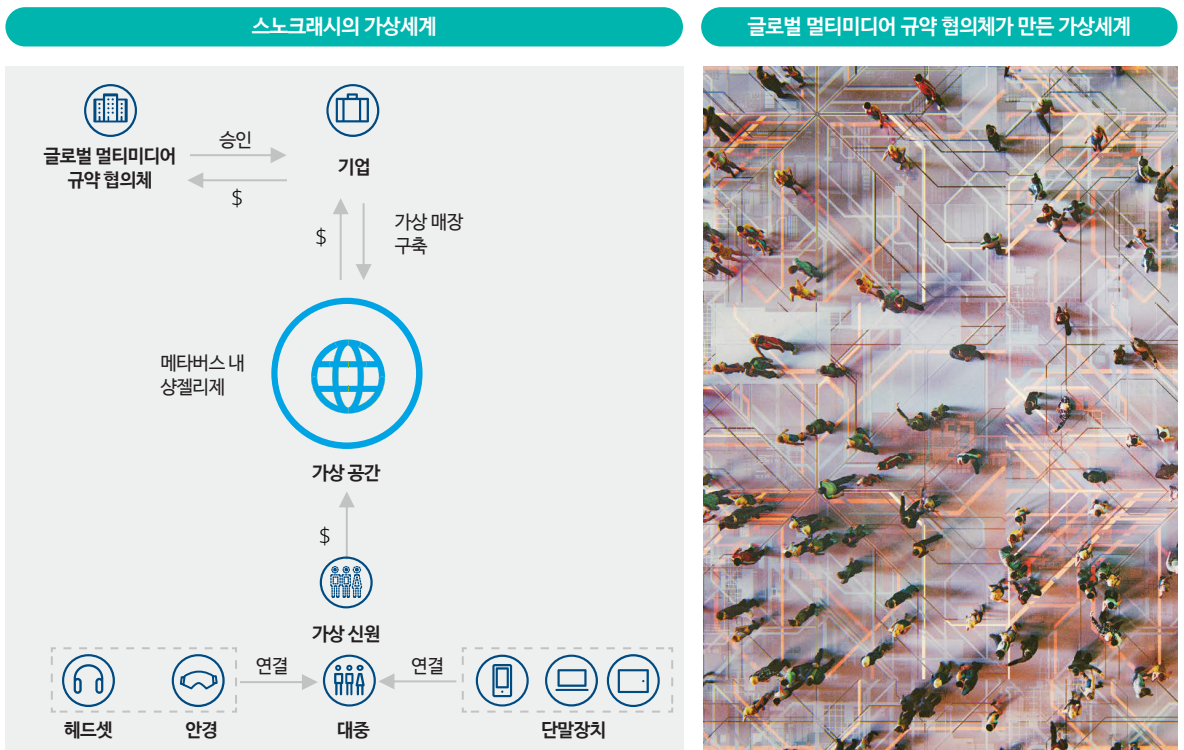 스노크래시의 가상세계
글로벌 멀티미디어 규약 협의체가 만든 가상세계
글로벌 멀티미디어
규약 협의체
승인
$
기업
$
가상 매장
구축
메타버스 내
샹젤리제
가상 공간
$
가상 신원
연결
연결
헤드셋
안경
대중
단말장치